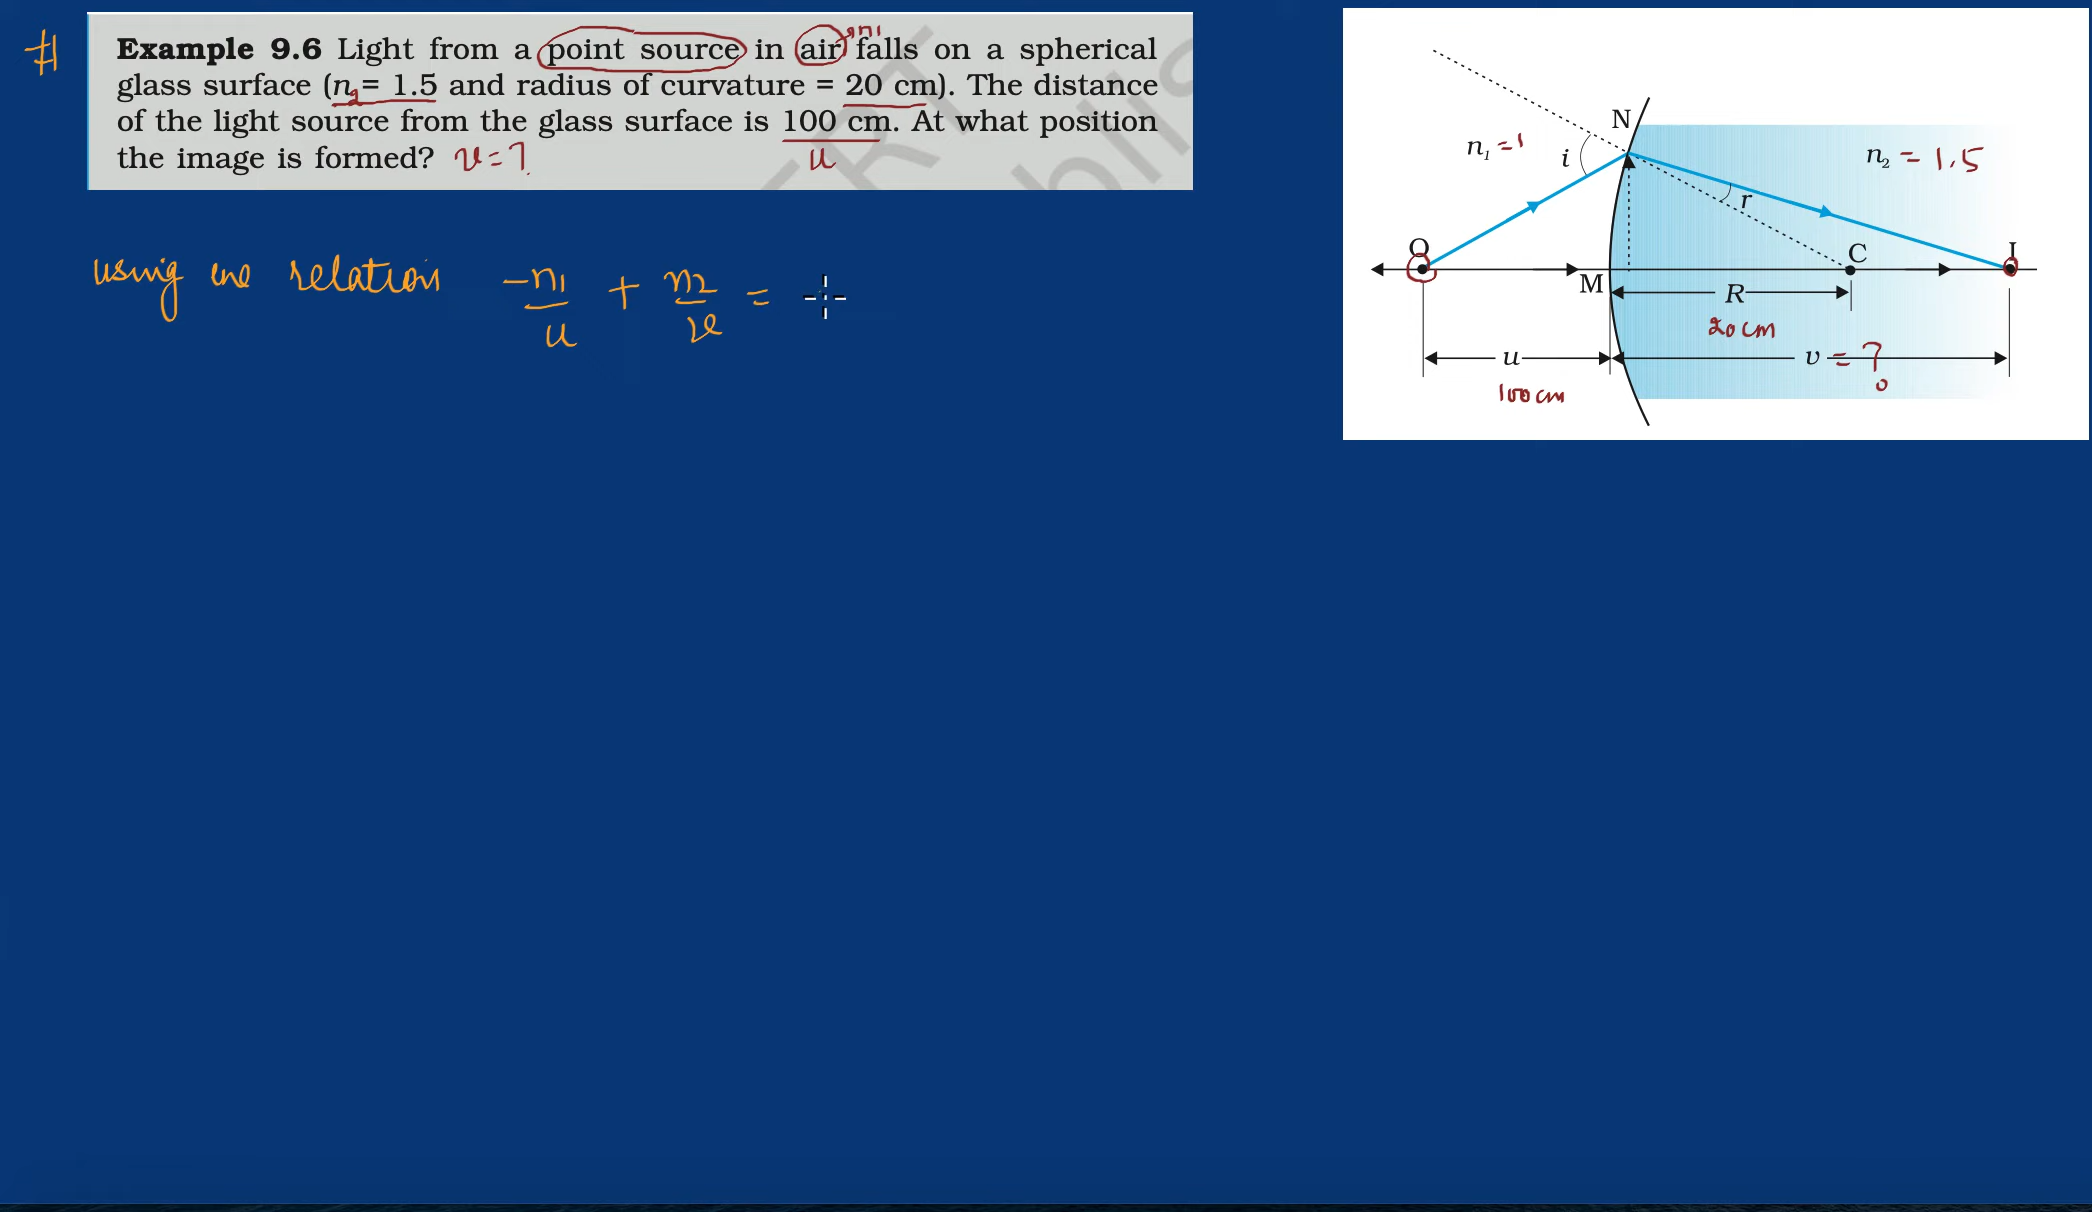 #
Example 9.6 Light from a point source in air →n1 falls on a spherical
glass surface (n2 = 1.5 and radius of curvature = 20 cm). The distance
of the light source from the glass surface is 100 cm. At what position
the image is formed? v = ?
u
using the relation -n1/u + n2/v =
N
n1 = 1
i
n2 = 1.5
r
O
C
I
M
R
20 cm
u
v = ?
100 cm